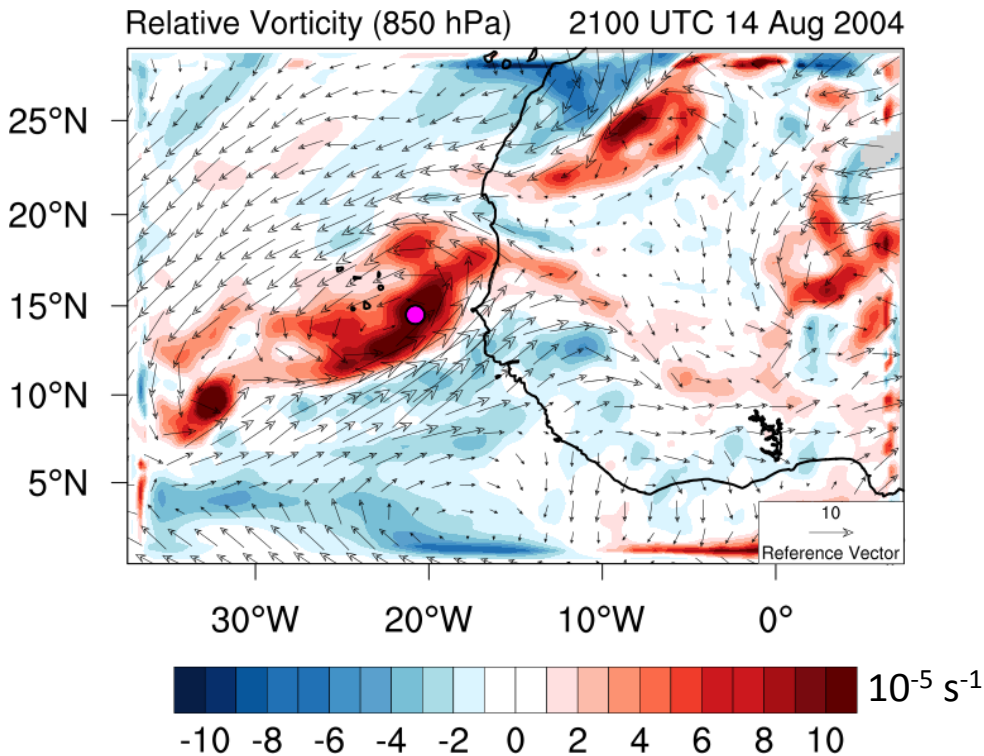 Relative Vorticity (850 hPa) 2100 UTC 14 Aug 2004
25°N
20°N
15°N
10°N
5°N
10
Reference Vector
30°W 20°W 10°W 0°
10⁻⁵ s⁻¹
-10 -8 -6 -4 -2 0 2 4 6 8 10